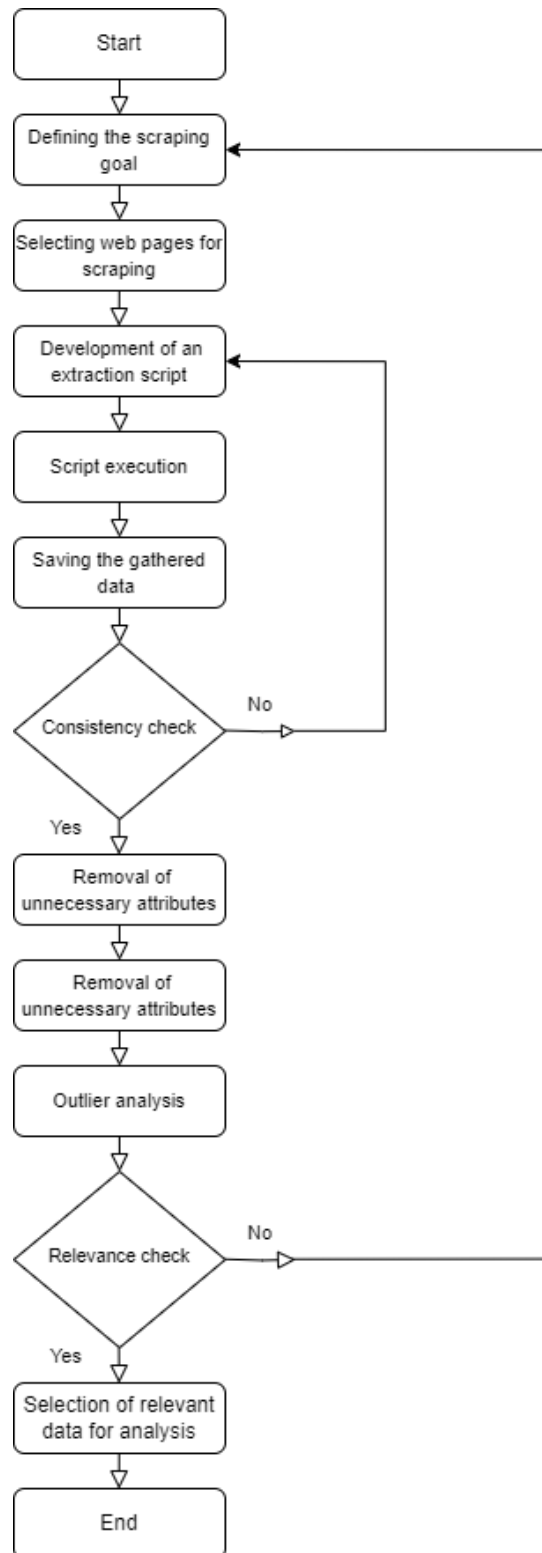 Start
Defining the scraping
goal
Selecting web pages for
scraping
Development of an
extraction script
Script execution
Saving the gathered
data
Consistency check
No
Yes
Removal of
unnecessary attributes
Removal of
unnecessary attributes
Outlier analysis
Relevance check
No
Yes
Selection of relevant
data for analysis
End